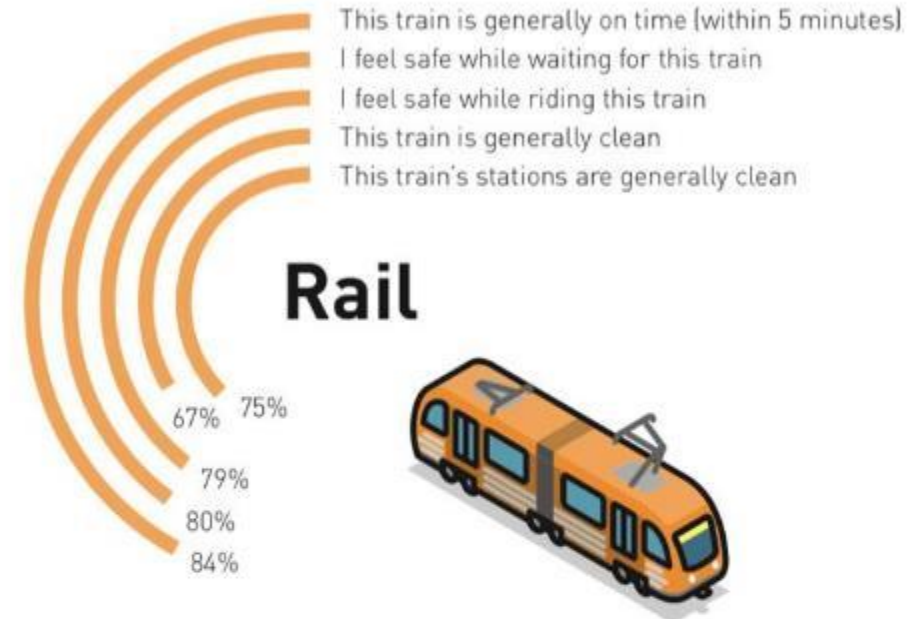 This train is generally on time (within 5 minutes)
I feel safe while waiting for this train
I feel safe while riding this train
This train is generally clean
This train's stations are generally clean
Rail
67% 75%
79%
80%
84%